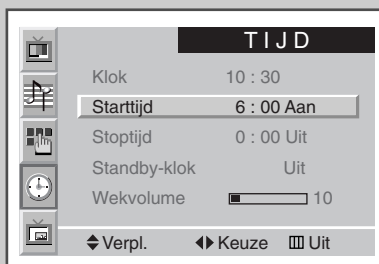 TIJD
Klok 10 : 30
Starttijd 6 : 00 Aan
Stoptijd 0 : 00 Uit
Standby-klok Uit
Wekvolume 10
Verpl. Keuze Uit